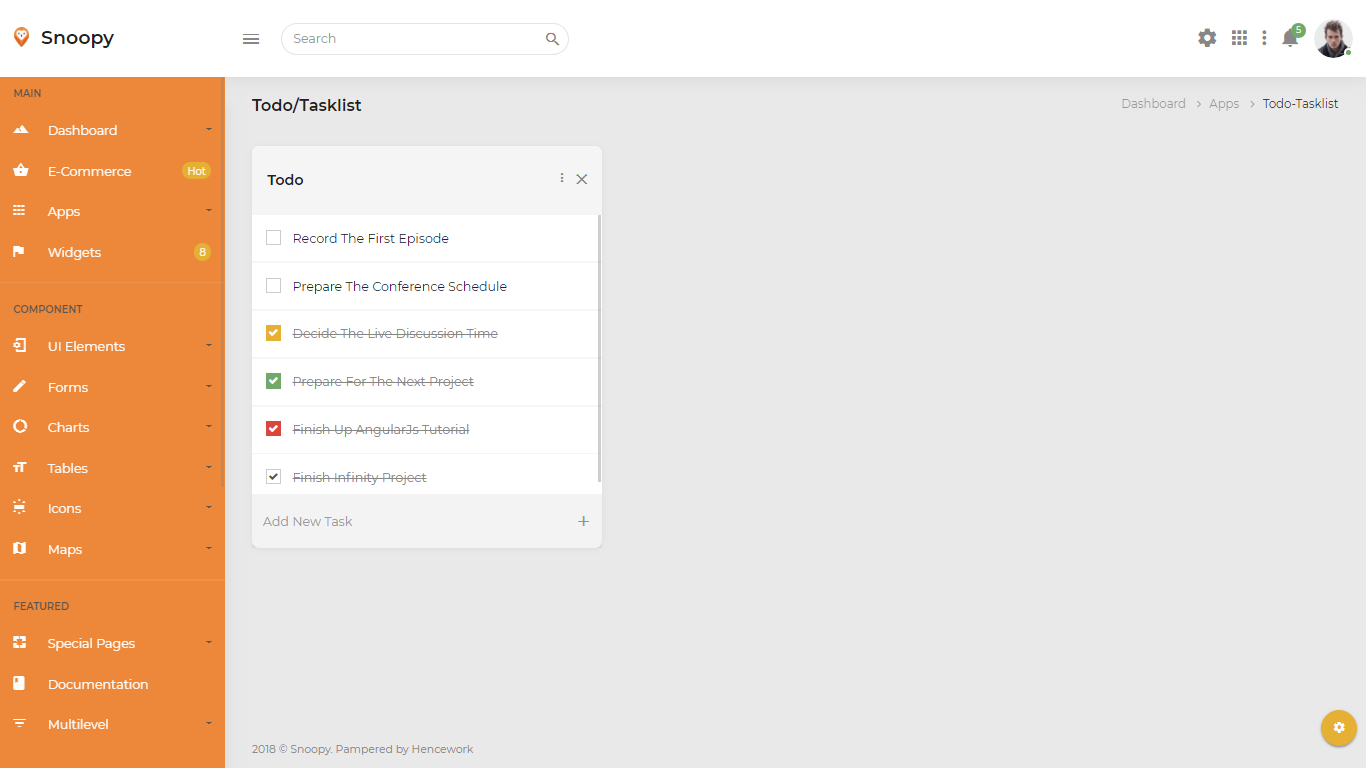 Snoopy
Search
5
MAIN
Dashboard
E-Commerce Hot
Apps
Widgets 8
COMPONENT
UI Elements
Forms
Charts
Tables
Icons
Maps
FEATURED
Special Pages
Documentation
Multilevel
Todo/Tasklist
Dashboard > Apps > Todo-Tasklist
Todo
Record The First Episode
Prepare The Conference Schedule
Decide The Live Discussion Time
Prepare For The Next Project
Finish Up AngularJs Tutorial
Finish Infinity Project
Add New Task
2018 © Snoopy. Pampered by Hencework